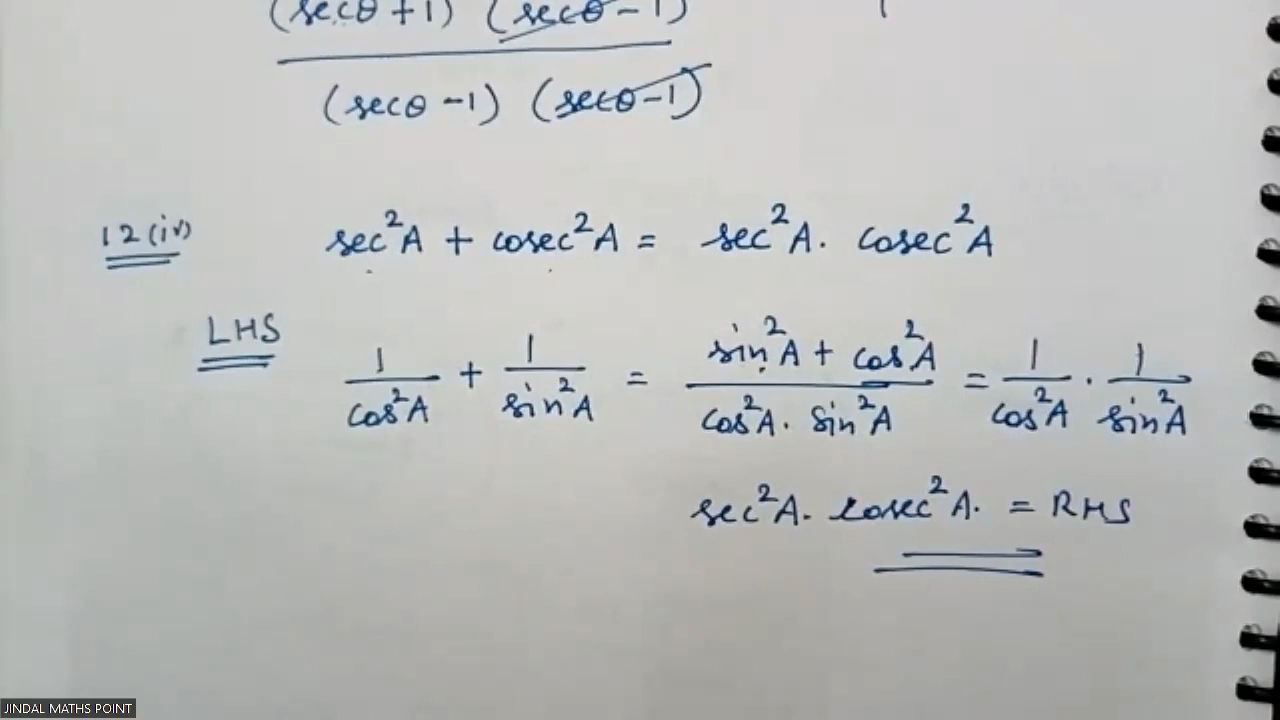 (secθ + 1) (secθ - 1)
(secθ - 1) (secθ - 1)
12 (iv) sec²A + cosec²A = sec²A . cosec²A
LHS
1/cos²A + 1/sin²A = (sin²A + cos²A)/(cos²A . sin²A) = 1/cos²A . 1/sin²A
sec²A . cosec²A . = RHS
JINDAL MATHS POINT